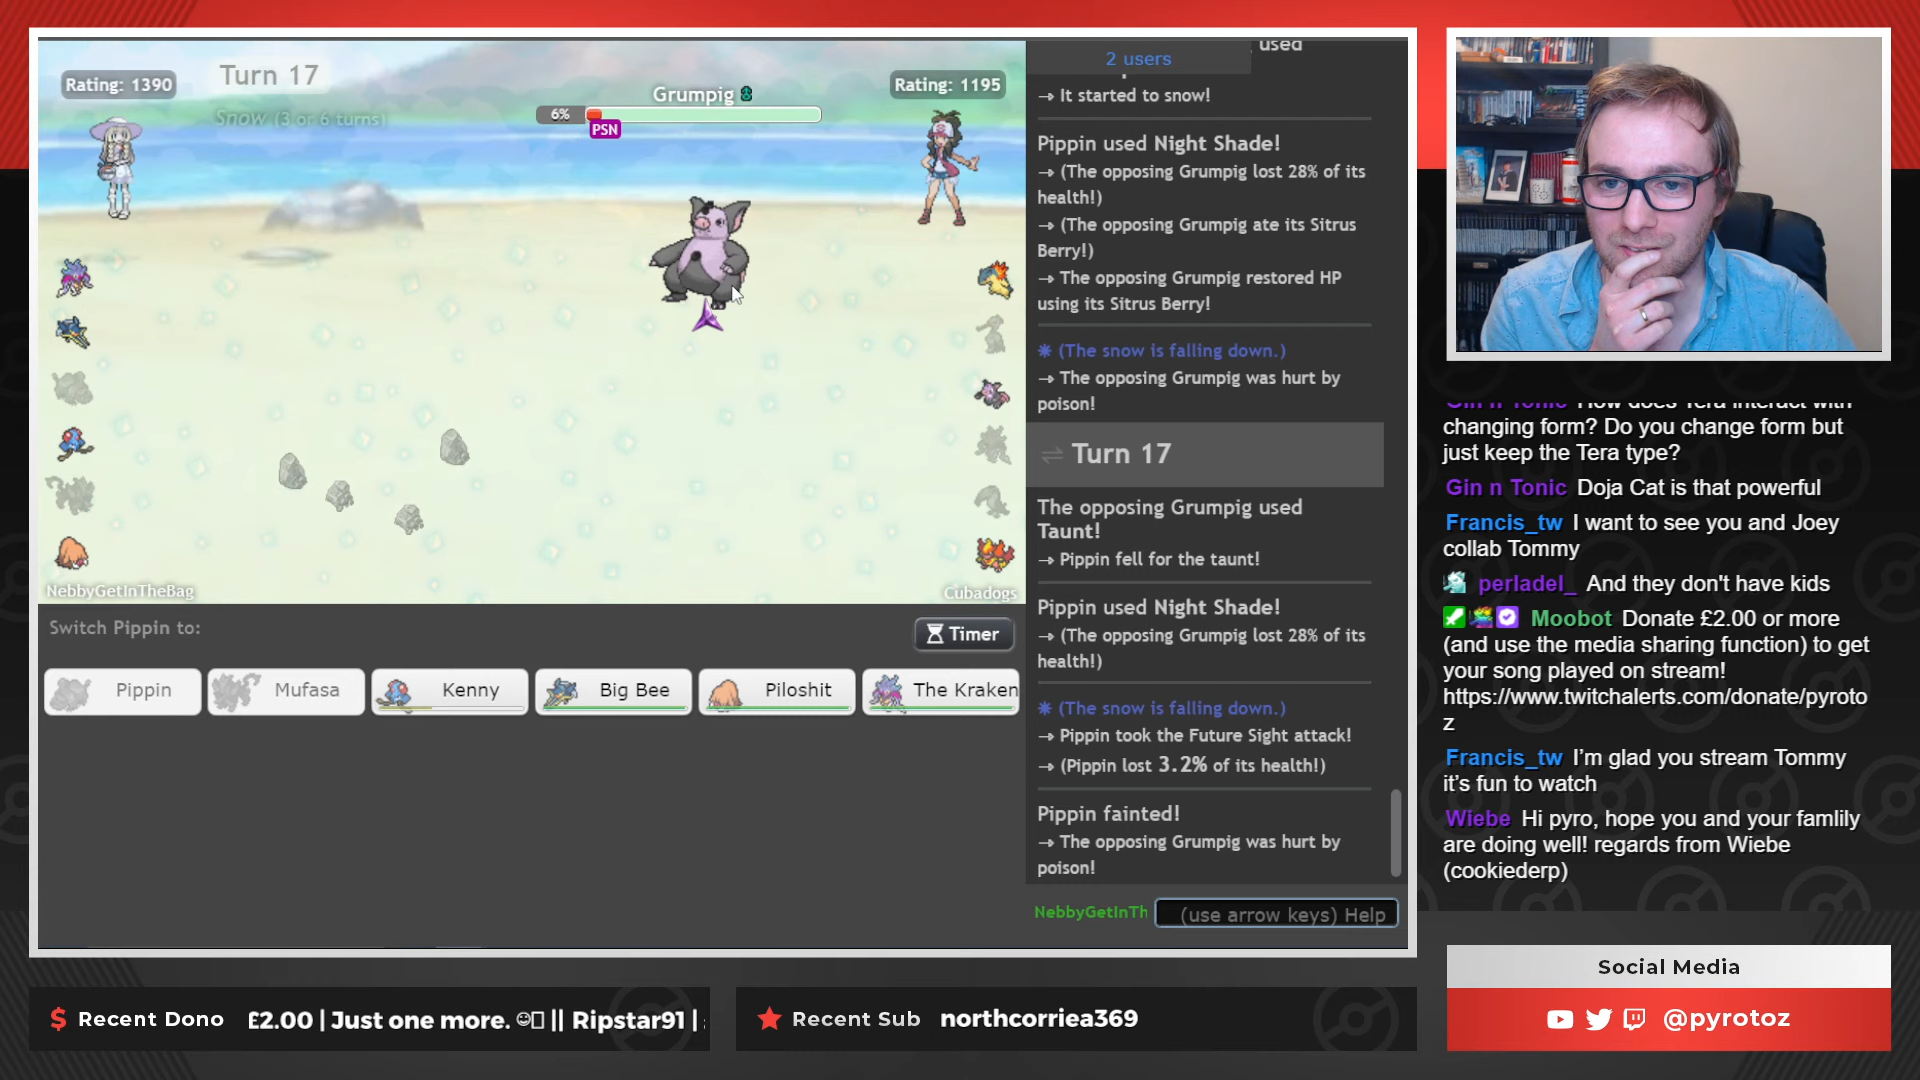 Rating: 1390
Turn 17
Snow (3 or 6 turns)
Grumpig
6%
PSN
Rating: 1195
NebbyGetInTheBag
Cubadogs
Switch Pippin to:
Timer
Pippin
Mufasa
Kenny
Big Bee
Piloshit
The Kraken
2 users
used
→ It started to snow!
Pippin used Night Shade!
→ (The opposing Grumpig lost 28% of its
health!)
→ (The opposing Grumpig ate its Sitrus
Berry!)
→ The opposing Grumpig restored HP
using its Sitrus Berry!
(The snow is falling down.)
→ The opposing Grumpig was hurt by
poison!
Turn 17
The opposing Grumpig used
Taunt!
→ Pippin fell for the taunt!
Pippin used Night Shade!
→ (The opposing Grumpig lost 28% of its
health!)
(The snow is falling down.)
→ Pippin took the Future Sight attack!
→ (Pippin lost 3.2% of its health!)
Pippin fainted!
→ The opposing Grumpig was hurt by
poison!
NebbyGetInTh
(use arrow keys) Help
Gin n Tonic How does Tera interact with
changing form? Do you change form but
just keep the Tera type?
Gin n Tonic Doja Cat is that powerful
Francis_tw I want to see you and Joey
collab Tommy
perladel_ And they don't have kids
Moobot Donate £2.00 or more
(and use the media sharing function) to get
your song played on stream!
https://www.twitchalerts.com/donate/pyroto
z
Francis_tw I'm glad you stream Tommy
it's fun to watch
Wiebe Hi pyro, hope you and your famlily
are doing well! regards from Wiebe
(cookiederp)
Social Media
@pyrotoz
$ Recent Dono £2.00 | Just one more. || Ripstar91 |
Recent Sub northcorriea369